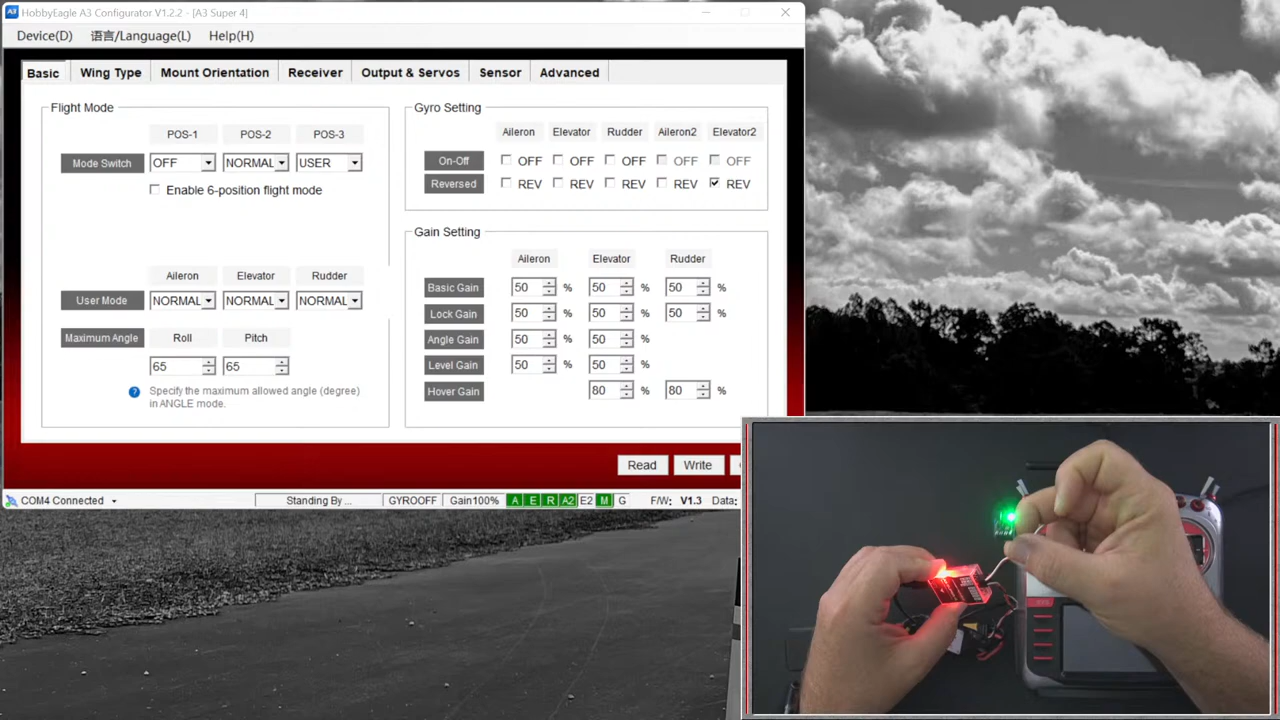 A3 HobbyEagle A3 Configurator V1.2.2 - [A3 Super 4]
Device(D) 语言/Language(L) Help(H)
Basic Wing Type Mount Orientation Receiver Output & Servos Sensor Advanced
Flight Mode
POS-1 POS-2 POS-3
Mode Switch OFF NORMAL USER
Enable 6-position flight mode
Aileron Elevator Rudder
User Mode NORMAL NORMAL NORMAL
Maximum Angle Roll Pitch
65 65
? Specify the maximum allowed angle (degree)
in ANGLE mode.
Gyro Setting
Aileron Elevator Rudder Aileron2 Elevator2
On-Off OFF OFF OFF OFF OFF
Reversed REV REV REV REV REV
Gain Setting
Aileron Elevator Rudder
Basic Gain 50 % 50 % 50 %
Lock Gain 50 % 50 % 50 %
Angle Gain 50 % 50 %
Level Gain 50 % 50 %
Hover Gain 80 % 80 %
Read Write
COM4 Connected Standing By ... GYROOFF Gain100% A E R A2 E2 M G F/W: V1.3 Data: